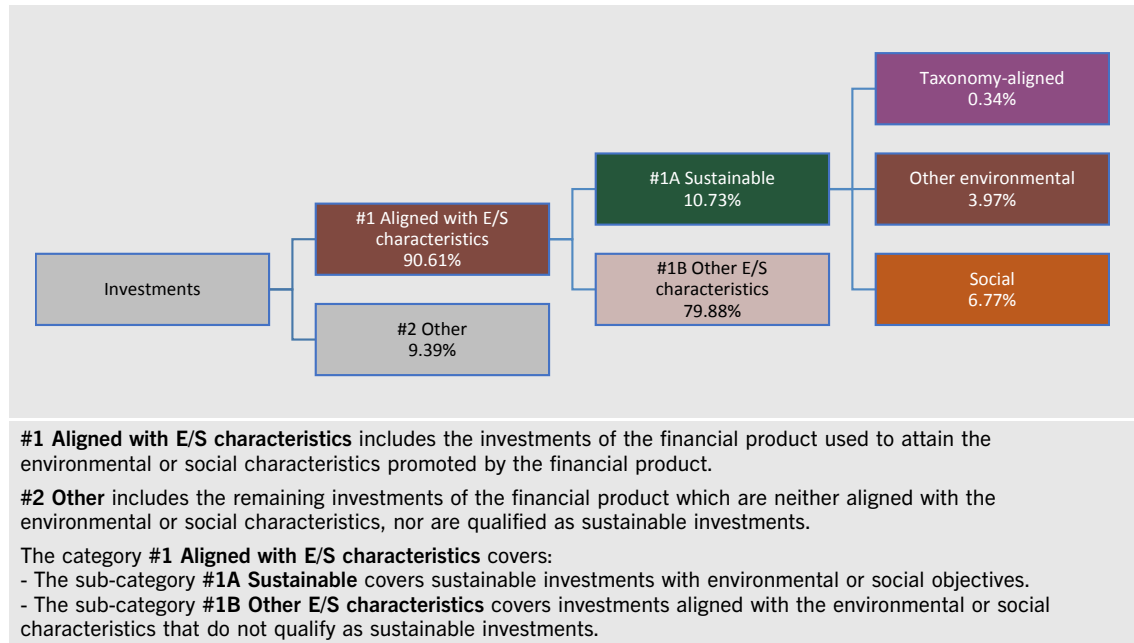 Investments
#1 Aligned with E/S
characteristics
90.61%
#2 Other
9.39%
#1A Sustainable
10.73%
#1B Other E/S
characteristics
79.88%
Taxonomy-aligned
0.34%
Other environmental
3.97%
Social
6.77%
#1 Aligned with E/S characteristics includes the investments of the financial product used to attain the
environmental or social characteristics promoted by the financial product.
#2 Other includes the remaining investments of the financial product which are neither aligned with the
environmental or social characteristics, nor are qualified as sustainable investments.
The category #1 Aligned with E/S characteristics covers:
- The sub-category #1A Sustainable covers sustainable investments with environmental or social objectives.
- The sub-category #1B Other E/S characteristics covers investments aligned with the environmental or social
characteristics that do not qualify as sustainable investments.